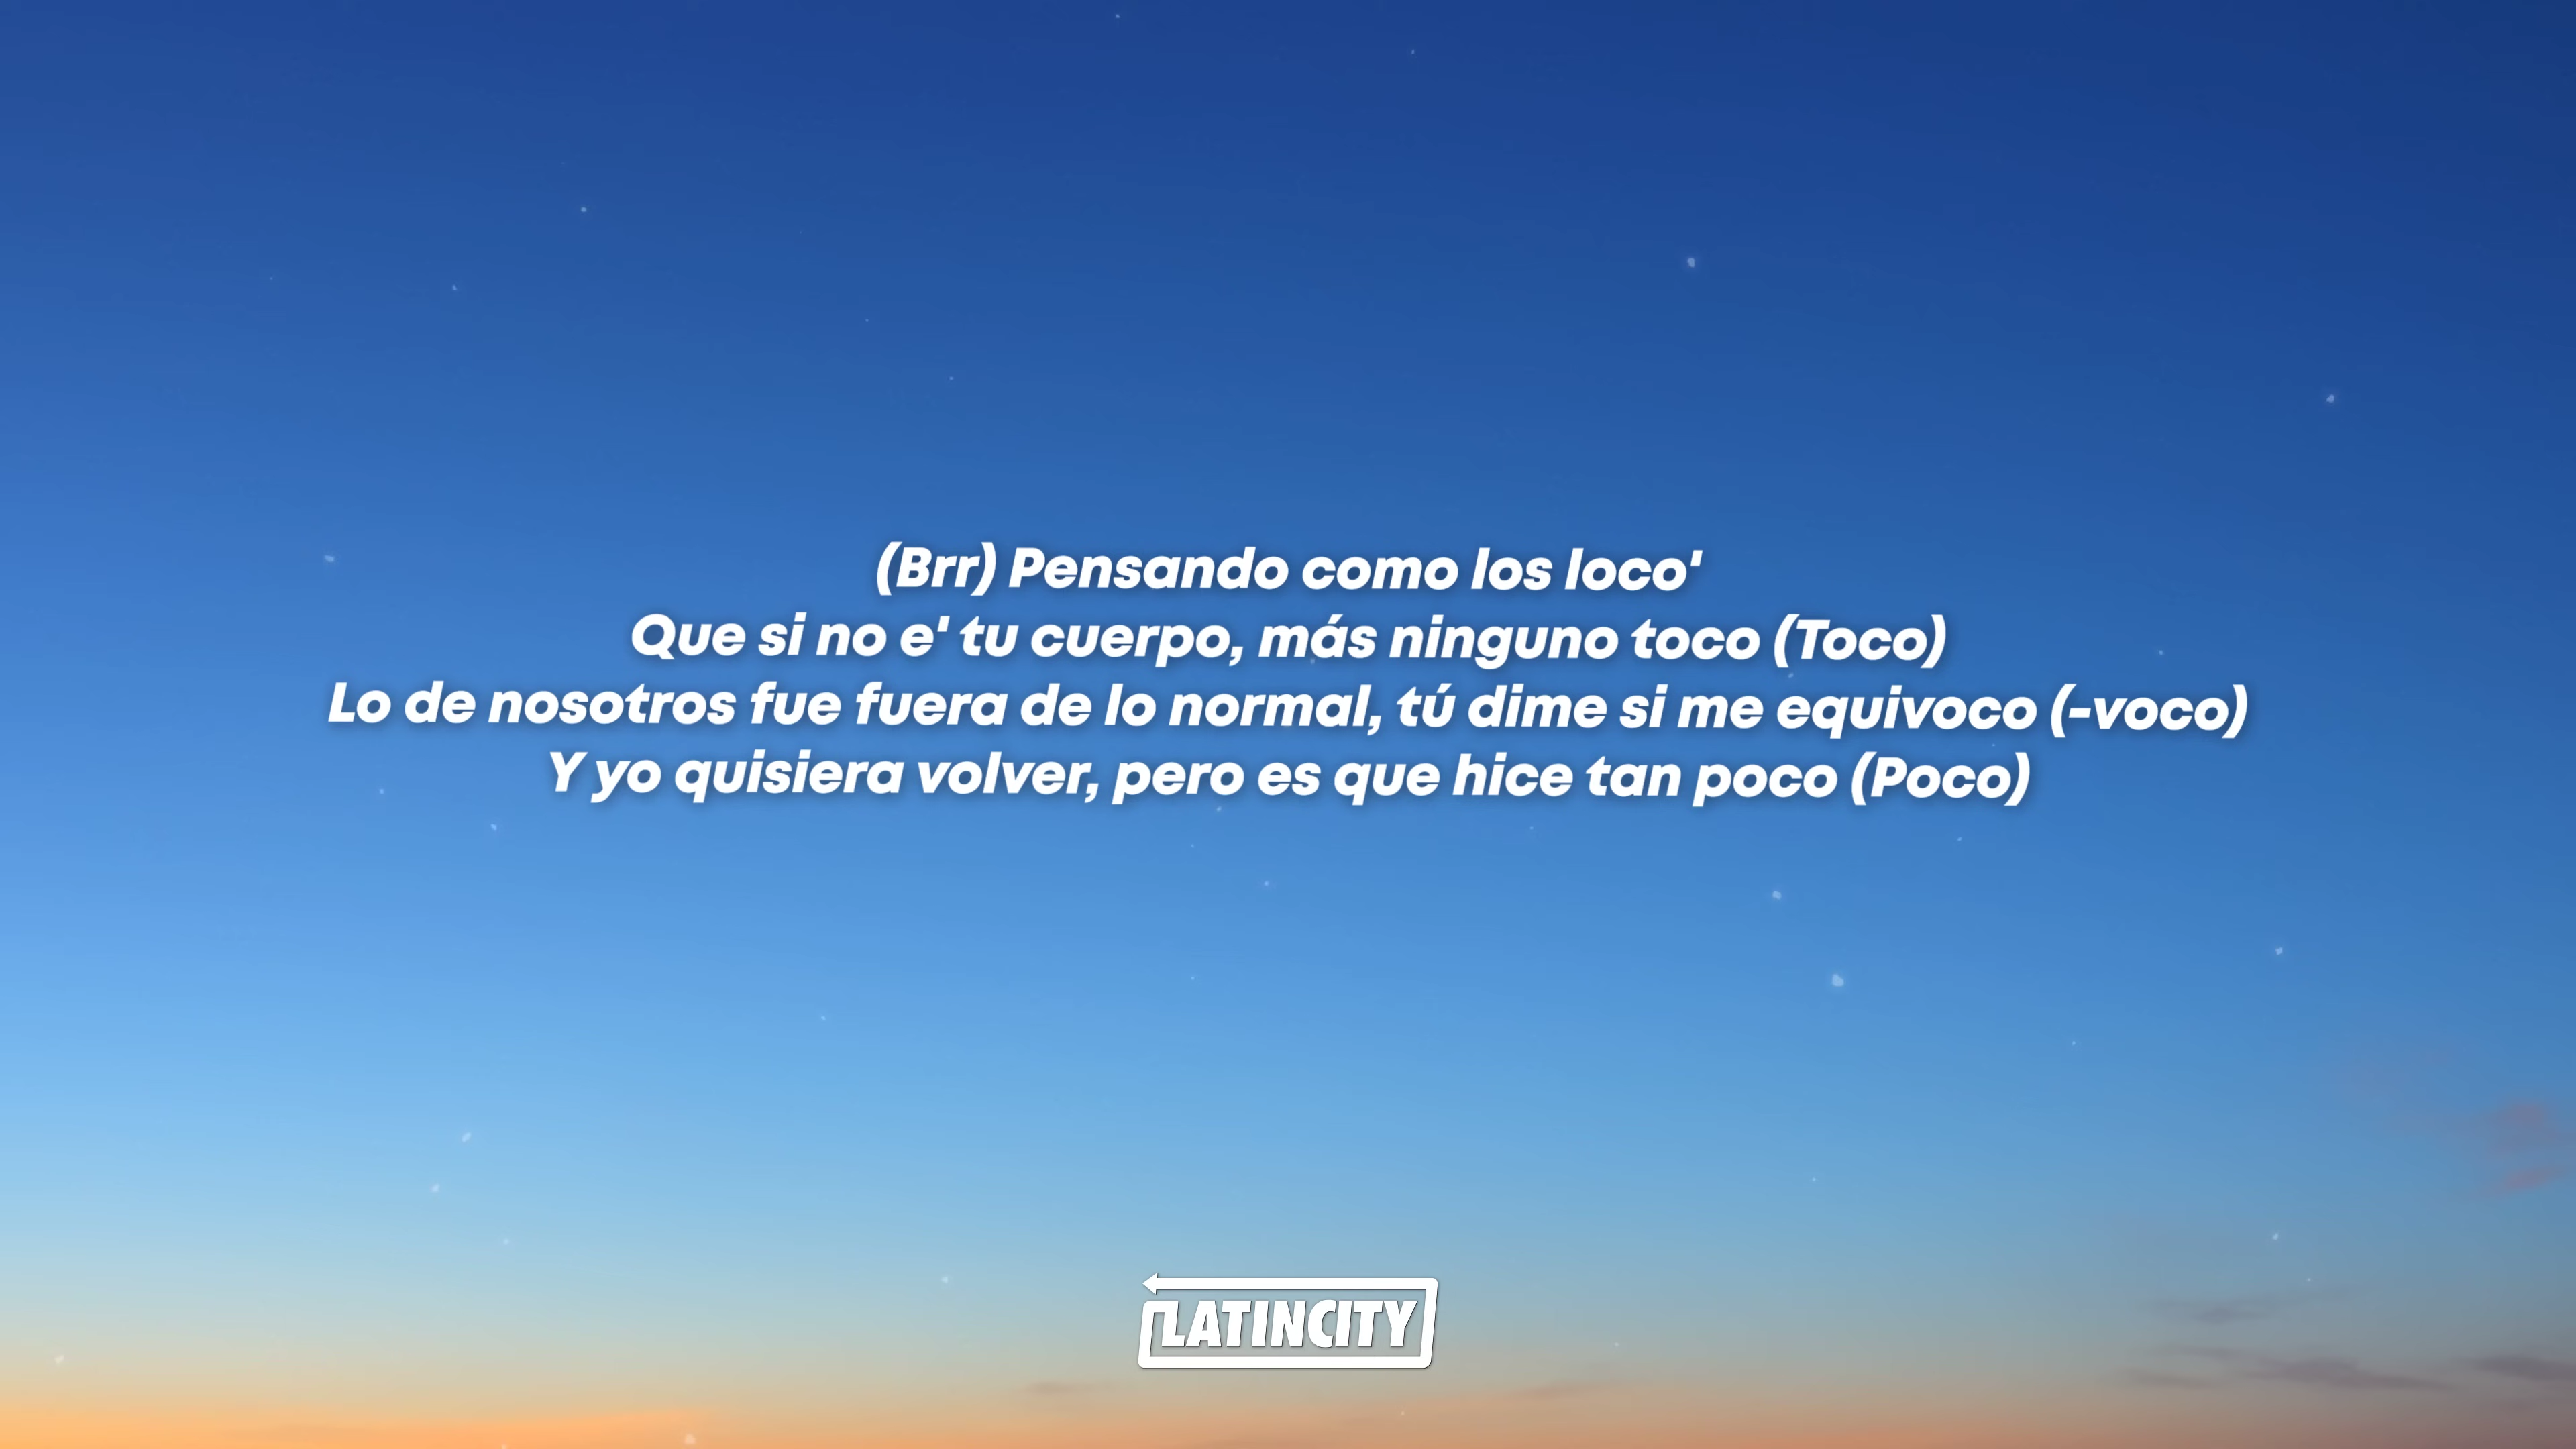 (Brr) Pensando como los loco'
Que si no e' tu cuerpo, más ninguno toco (Toco)
Lo de nosotros fue fuera de lo normal, tú dime si me equivoco (-voco)
Y yo quisiera volver, pero es que hice tan poco (Poco)
LATINCITY